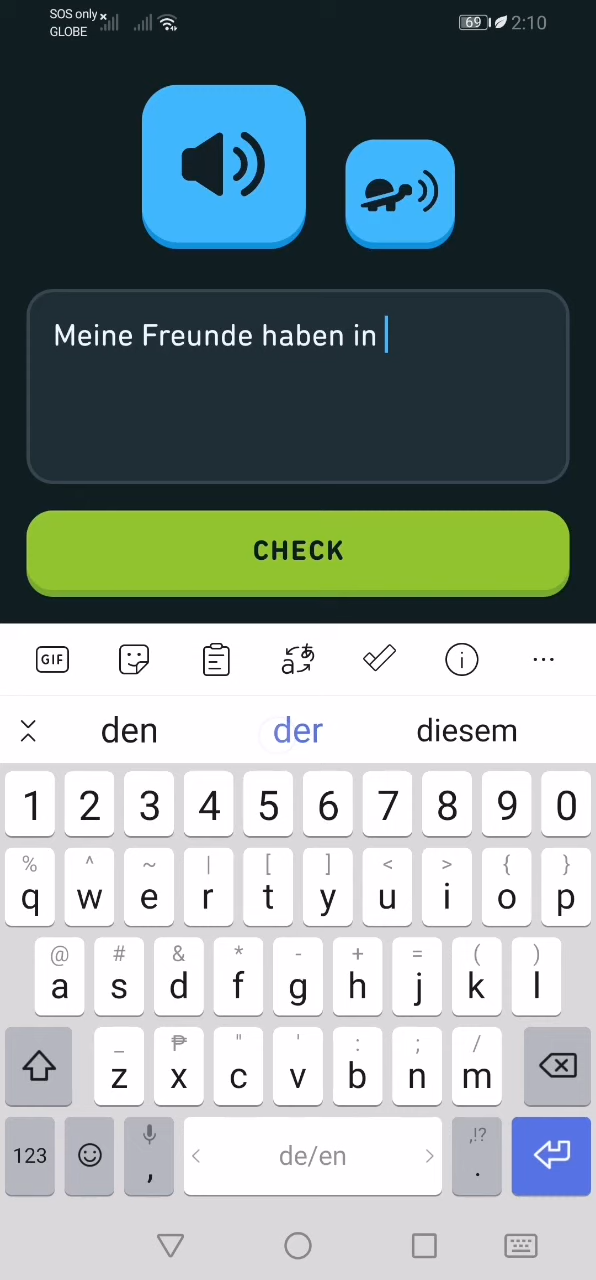 SOS only
GLOBE
69 2:10
Meine Freunde haben in
CHECK
GIF
den der diesem
1 2 3 4 5 6 7 8 9 0
% ^ ~ | [ ] < > { }
q w e r t y u i o p
@ # & * - + = ( )
a s d f g h j k l
_ ₱ " ' : ; /
z x c v b n m
123 , < de/en > ,!? .